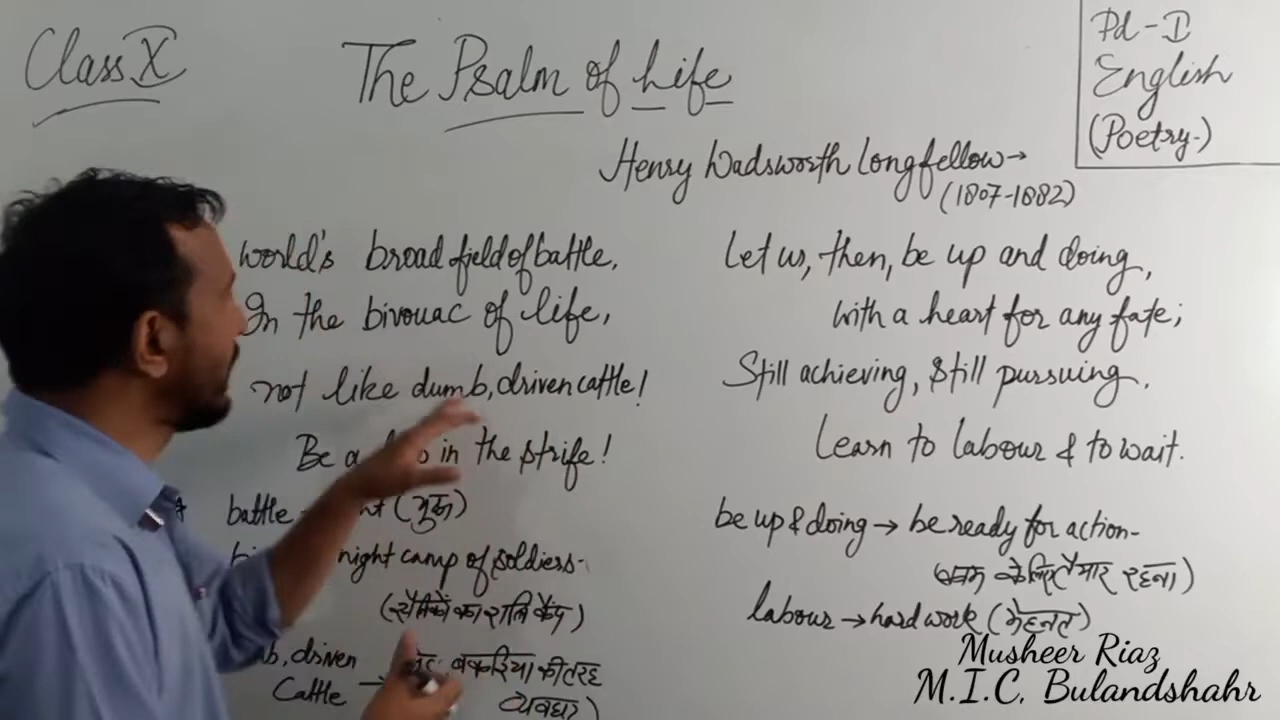 Class X
The Psalm of Life
Pd - I
English
(Poetry.)
Henry Wadsworth Longfellow →
(1807-1882)
world's broad field of battle,
In the bivouac of life,
not like dumb, driven cattle!
Be a in the strife!
battle - (युद्ध)
night camp of soldiers-
(सैनिकों का रात्रि कैंप)
driven
Cattle → बकरियों की तरह
Let us, then, be up and doing,
with a heart for any fate;
Still achieving, still pursuing,
Learn to labour & to wait.
be up & doing → be ready for action-
के लिए तैयार रहना)
labour → hard work (मेहनत)
Musheer Riaz
M.I.C. Bulandshahr